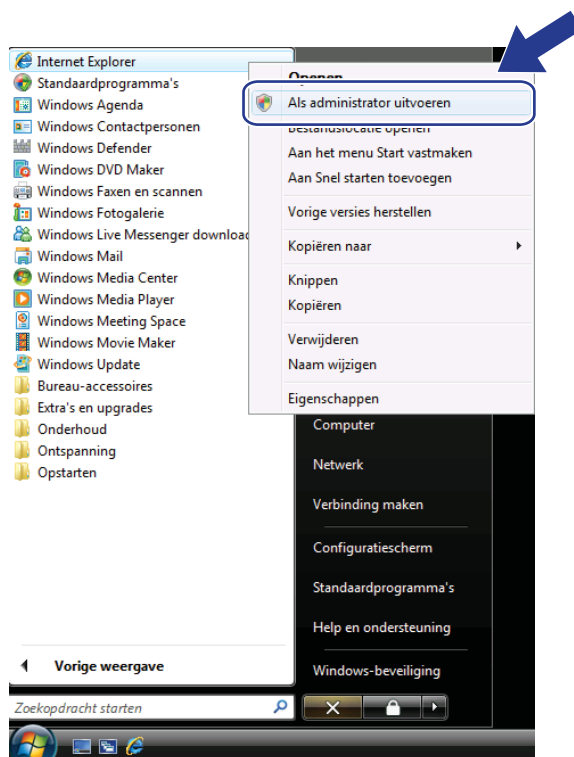 Internet Explorer
Standaardprogramma's
Windows Agenda
Windows Contactpersonen
Windows Defender
Windows DVD Maker
Windows Faxen en scannen
Windows Fotogalerie
Windows Live Messenger download
Windows Mail
Windows Media Center
Windows Media Player
Windows Meeting Space
Windows Movie Maker
Windows Update
Bureau-accessoires
Extra's en upgrades
Onderhoud
Ontspanning
Opstarten
Vorige weergave
Zoekopdracht starten
Openen
Als administrator uitvoeren
Bestandslocatie openen
Aan het menu Start vastmaken
Aan Snel starten toevoegen
Vorige versies herstellen
Kopiëren naar
Knippen
Kopiëren
Verwijderen
Naam wijzigen
Eigenschappen
Computer
Netwerk
Verbinding maken
Configuratiescherm
Standaardprogramma's
Help en ondersteuning
Windows-beveiliging